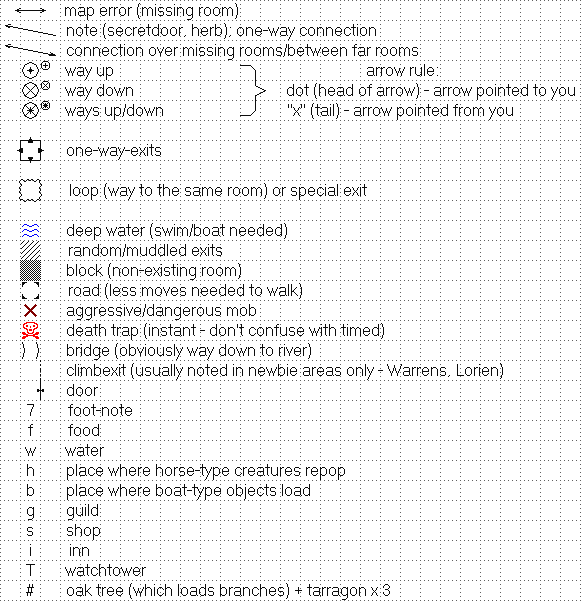 map error (missing room)
note (secretdoor, herb); one-way connection
connection over missing rooms/between far rooms
way up
arrow rule:
way down
dot (head of arrow) - arrow pointed to you
ways up/down
"x" (tail) - arrow pointed from you
one-way-exits
loop (way to the same room) or special exit
deep water (swim/boat needed)
random/muddled exits
block (non-existing room)
road (less moves needed to walk)
aggressive/dangerous mob
death trap (instant - don't confuse with timed)
bridge (obviously way down to river)
climbexit (usually noted in newbie areas only - Warrens, Lorien)
door
7 foot-note
f food
w water
h place where horse-type creatures repop
b place where boat-type objects load
g guild
s shop
i inn
T watchtower
# oak tree (which loads branches) + tarragon x 3